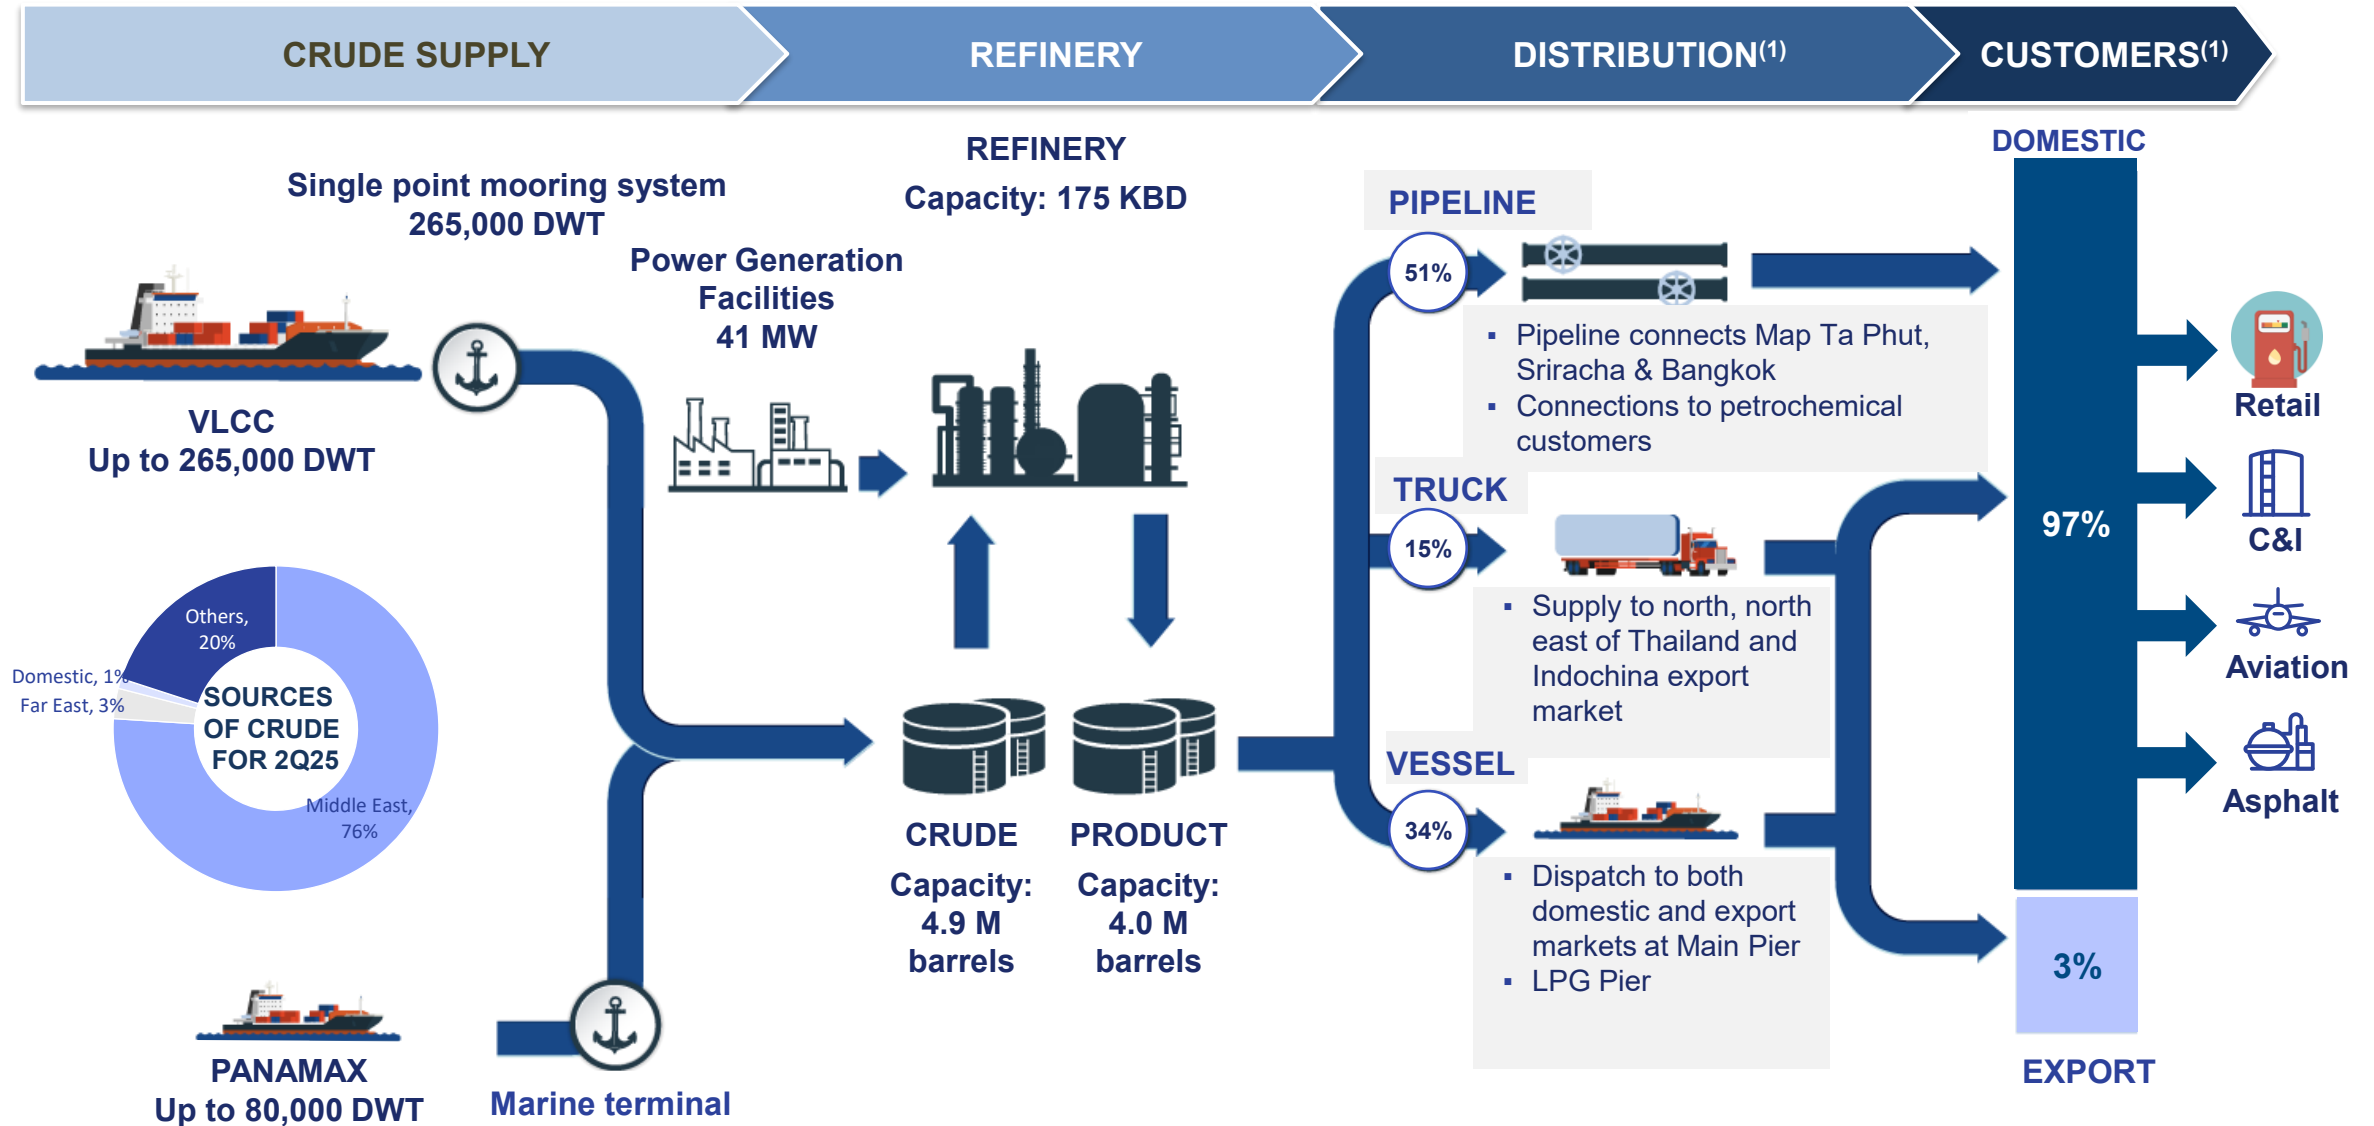 CRUDE SUPPLY
REFINERY
DISTRIBUTION(1)
CUSTOMERS(1)
Single point mooring system
265,000 DWT
VLCC
Up to 265,000 DWT
Power Generation
Facilities
41 MW
REFINERY
Capacity: 175 KBD
Others,
20%
Domestic, 1%
Far East, 3%
SOURCES
OF CRUDE
FOR 2Q25
Middle East,
76%
PANAMAX
Up to 80,000 DWT
Marine terminal
CRUDE
Capacity:
4.9 M
barrels
PRODUCT
Capacity:
4.0 M
barrels
PIPELINE
51%
▪ Pipeline connects Map Ta Phut,
Sriracha & Bangkok
▪ Connections to petrochemical
customers
TRUCK
15%
▪ Supply to north, north
east of Thailand and
Indochina export
market
VESSEL
34%
▪ Dispatch to both
domestic and export
markets at Main Pier
▪ LPG Pier
DOMESTIC
97%
3%
EXPORT
Retail
C&I
Aviation
Asphalt